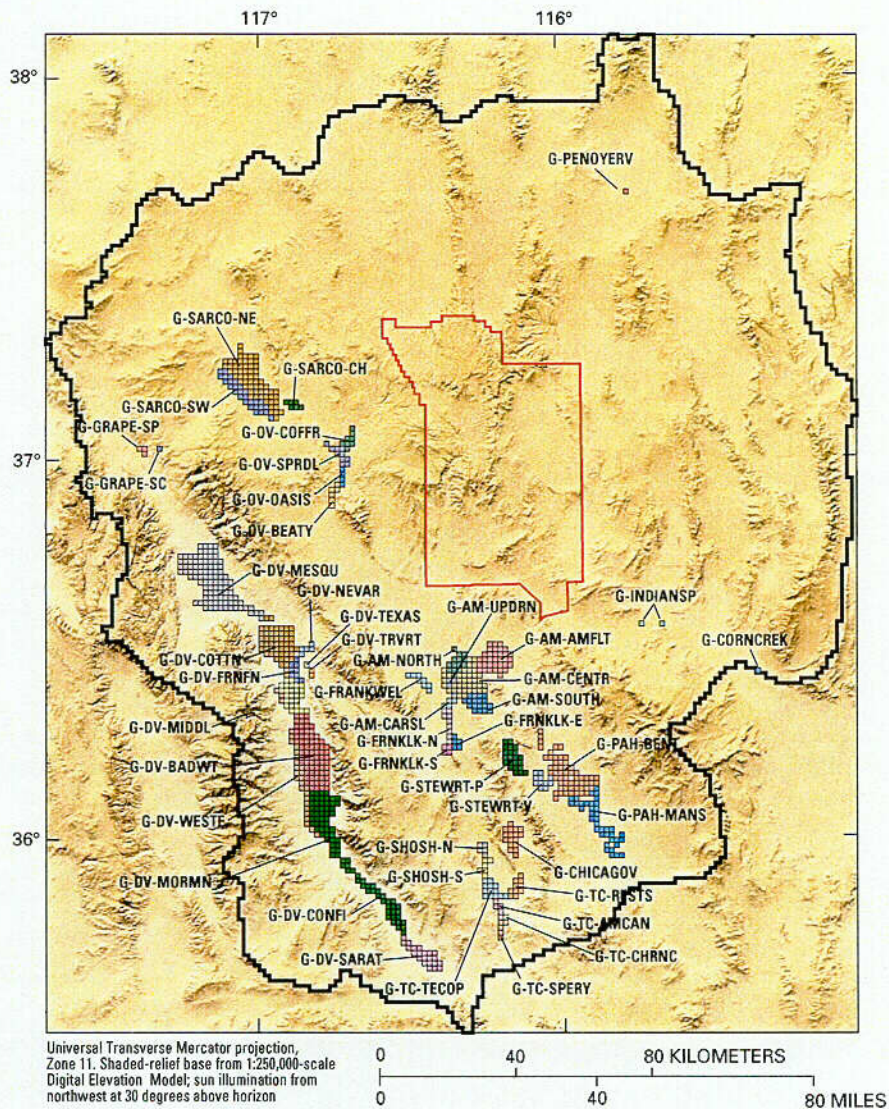 117°
116°
38°
G-PENOYERV
G-SARCO-NE
G-SARCO-CH
G-SARCO-SW
G-GRAPE-SP
G-OV-COFFR
37°
G-OV-SPRDL
G-GRAPE-SC
G-OV-OASIS
G-OV-BEATY
G-DV-MESQU
G-DV-NEVAR
G-INDIANSP
G-AM-UPDRN
G-DV-TEXAS
G-DV-TRVRT
G-AM-AMFLT
G-CORNCREK
G-DV-COTTN
G-AM-NORTH
G-DV-FRNFN
G-AM-CENTR
G-FRANKWEL
G-AM-SOUTH
G-DV-MIDDL
G-AM-CARSL
G-FRNKLK-E
G-FRNKLK-N
G-PAH-BENT
G-DV-BADWT
G-FRNKLK-S
G-STEWRT-P
G-STEWRT-V
G-DV-WESTF
G-PAH-MANS
36°
G-SHOSH-N
G-DV-MORMN
G-SHOSH-S
G-CHICAGOV
G-TC-RESTS
G-DV-CONFI
G-TC-AMCAN
G-TC-CHRNC
G-DV-SARAT
G-TC-TECOP
G-TC-SPERY
Universal Transverse Mercator projection,
Zone 11. Shaded-relief base from 1:250,000-scale
Digital Elevation Model; sun illumination from
northwest at 30 degrees above horizon
0 40 80 KILOMETERS
0 40 80 MILES